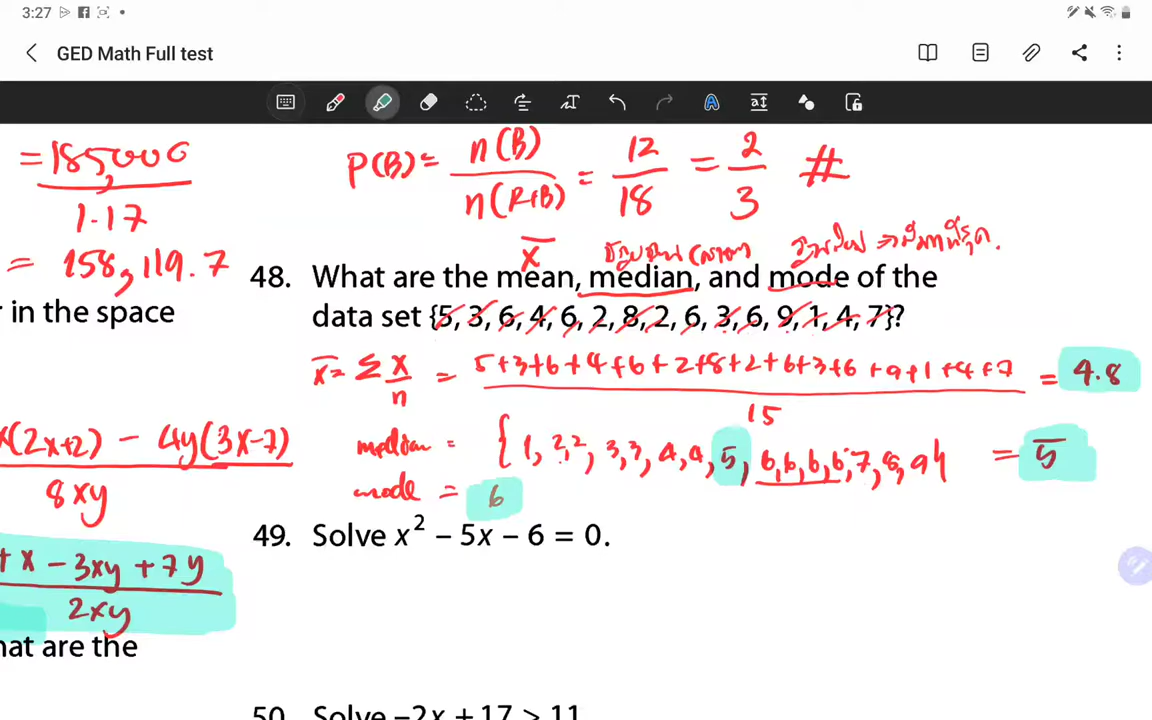 3:27
GED Math Full test
= 185,000
1.17
= 158,119.7
P(B) = n(B) / n(R+B) = 12 / 18 = 2 / 3 #
x̄
48. What are the mean, median, and mode of the
data set {5, 3, 6, 4, 6, 2, 8, 2, 6, 3, 6, 9, 1, 4, 7}?
r in the space
x̄ = Σ x / n = 5+3+6+4+6+2+8+2+6+3+6+9+1+4+7 / 15 = 4.8
median = { 1, 2, 2, 3, 3, 4, 4, 5, 6, 6, 6, 6, 7, 8, 9 } = 5
mode = 6
x(2x+2) − 4y(3x−7)
8xy
49. Solve x² − 5x − 6 = 0.
+ x − 3xy + 7y
2xy
hat are the
50. Solve −2x + 17 > 11